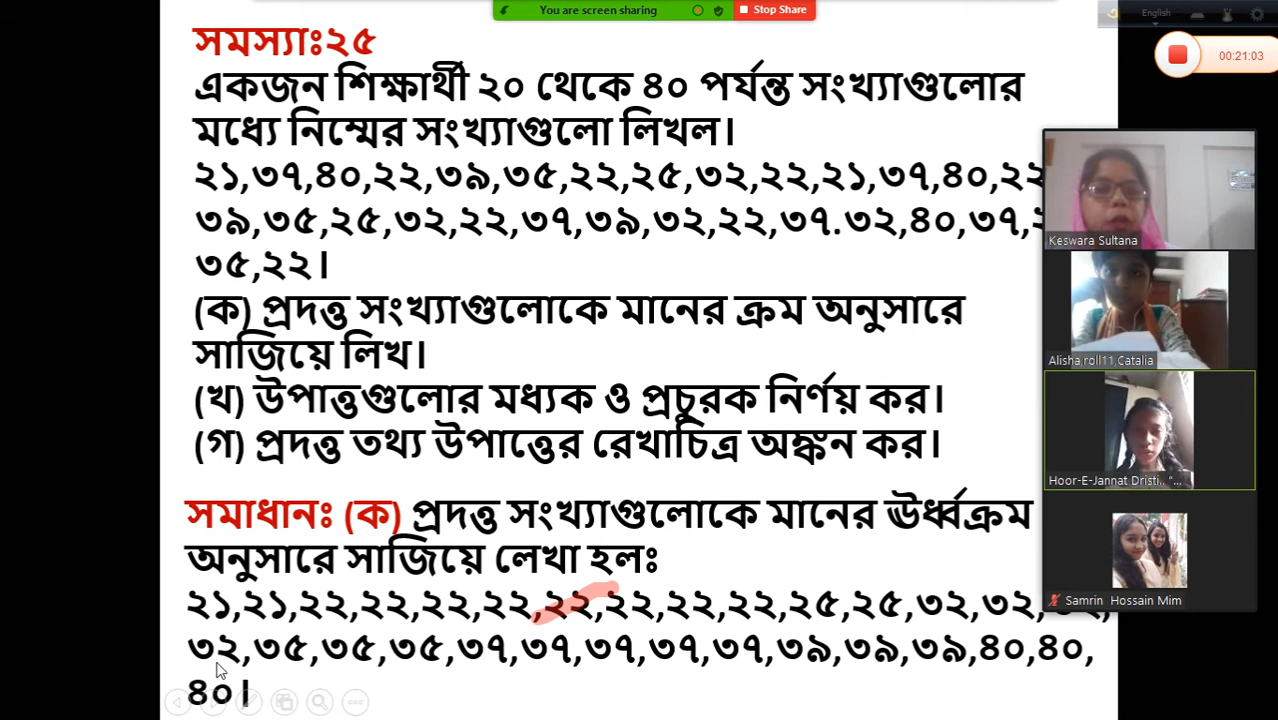 You are screen sharing
Stop Share
English
00:21:03
সমস্যাঃ২৫
একজন শিক্ষার্থী ২০ থেকে ৪০ পর্যন্ত সংখ্যাগুলোর
মধ্যে নিম্মের সংখ্যাগুলো লিখল।
২১,৩৭,৪০,২২,৩৯,৩৫,২২,২৫,৩২,২২,২১,৩৭,৪০,২২
৩৯,৩৫,২৫,৩২,২২,৩৭,৩৯,৩২,২২,৩৭.৩২,৪০,৩৭,
৩৫,২২।
(ক) প্রদত্ত সংখ্যাগুলোকে মানের ক্রম অনুসারে
সাজিয়ে লিখ।
(খ) উপাত্তগুলোর মধ্যক ও প্রচুরক নির্ণয় কর।
(গ) প্রদত্ত তথ্য উপাত্তের রেখাচিত্র অঙ্কন কর।
সমাধানঃ (ক) প্রদত্ত সংখ্যাগুলোকে মানের ঊর্ধ্বক্রম
অনুসারে সাজিয়ে লেখা হলঃ
২১,২১,২২,২২,২২,২২,২২,২২,২২,২২,২৫,২৫,৩২,৩২,৩২,
৩২,৩৫,৩৫,৩৫,৩৭,৩৭,৩৭,৩৭,৩৭,৩৯,৩৯,৩৯,৪০,৪০,
৪০।
Keswara Sultana
Alisha roll11 Catalia
Hoor-E-Jannat Dristi.. "...
Samrin Hossain Mim